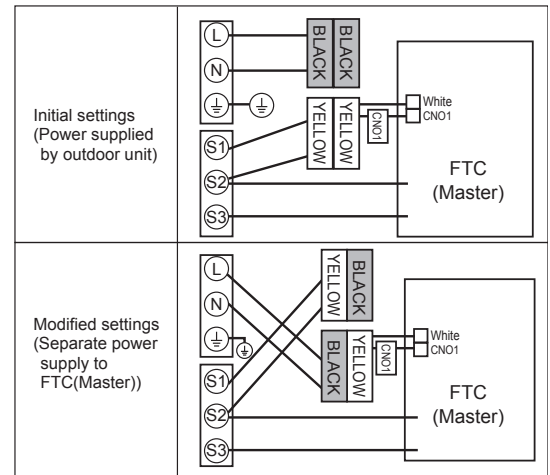 Initial settings
(Power supplied
by outdoor unit)
L
N
S1
S2
S3
BLACK
BLACK
YELLOW
YELLOW
CNO1
White
CNO1
FTC
(Master)
Modified settings
(Separate power
supply to
FTC(Master))
L
N
S1
S2
S3
YELLOW
BLACK
BLACK
YELLOW
CNO1
White
CNO1
FTC
(Master)